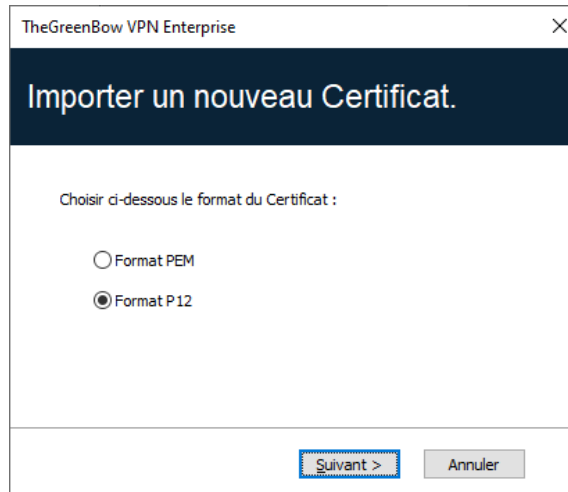 TheGreenBow VPN Enterprise
Importer un nouveau Certificat.
Choisir ci-dessous le format du Certificat :
Format PEM
Format P12
Suivant >
Annuler